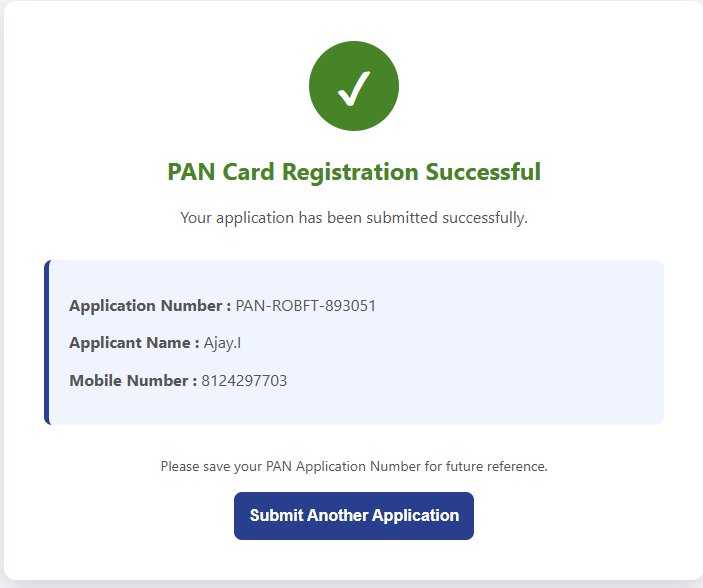 PAN Card Registration Successful
Your application has been submitted successfully.
Application Number : PAN-ROBFT-893051
Applicant Name : Ajay.I
Mobile Number : 8124297703
Please save your PAN Application Number for future reference.
Submit Another Application